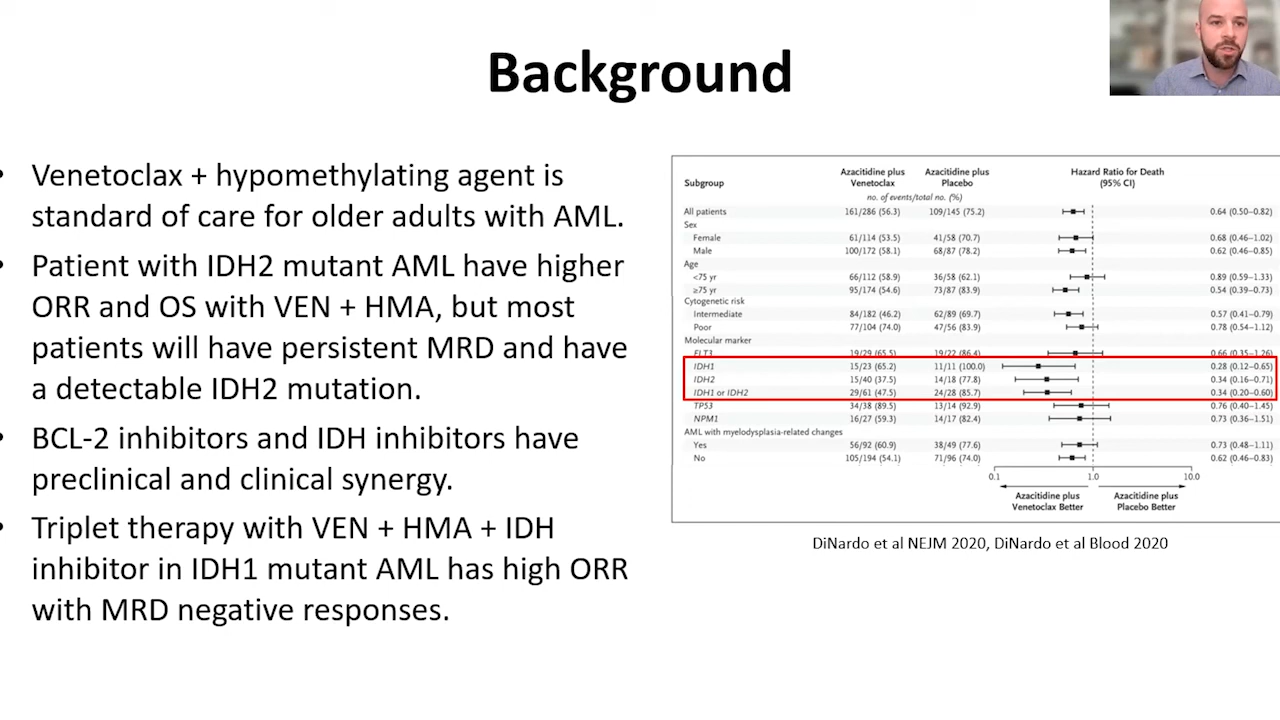 Background
• Venetoclax + hypomethylating agent is
standard of care for older adults with AML.
• Patient with IDH2 mutant AML have higher
ORR and OS with VEN + HMA, but most
patients will have persistent MRD and have
a detectable IDH2 mutation.
• BCL-2 inhibitors and IDH inhibitors have
preclinical and clinical synergy.
• Triplet therapy with VEN + HMA + IDH
inhibitor in IDH1 mutant AML has high ORR
with MRD negative responses.
Subgroup Azacitidine plus Venetoclax Azacitidine plus Placebo Hazard Ratio for Death (95% CI)
no. of events/total no. (%)
All patients 161/286 (56.3) 109/145 (75.2) 0.64 (0.50–0.82)
Sex
Female 61/114 (53.5) 41/58 (70.7) 0.68 (0.46–1.02)
Male 100/172 (58.1) 68/87 (78.2) 0.62 (0.46–0.85)
Age
<75 yr 66/112 (58.9) 36/58 (62.1) 0.89 (0.59–1.33)
≥75 yr 95/174 (54.6) 73/87 (83.9) 0.54 (0.39–0.73)
Cytogenetic risk
Intermediate 84/182 (46.2) 62/89 (69.7) 0.57 (0.41–0.79)
Poor 77/104 (74.0) 47/56 (83.9) 0.78 (0.54–1.12)
Molecular marker
FLT3 19/29 (65.5) 19/22 (86.4) 0.66 (0.35–1.26)
IDH1 15/23 (65.2) 11/11 (100.0) 0.28 (0.12–0.65)
IDH2 15/40 (37.5) 14/18 (77.8) 0.34 (0.16–0.71)
IDH1 or IDH2 29/61 (47.5) 24/28 (85.7) 0.34 (0.20–0.60)
TP53 34/38 (89.5) 13/14 (92.9) 0.76 (0.40–1.45)
NPM1 16/27 (59.3) 14/17 (82.4) 0.73 (0.36–1.51)
AML with myelodysplasia-related changes
Yes 56/92 (60.9) 38/49 (77.6) 0.73 (0.48–1.11)
No 105/194 (54.1) 71/96 (74.0) 0.62 (0.46–0.83)
0.1 1.0 10.0
Azacitidine plus Venetoclax Better Azacitidine plus Placebo Better
DiNardo et al NEJM 2020, DiNardo et al Blood 2020